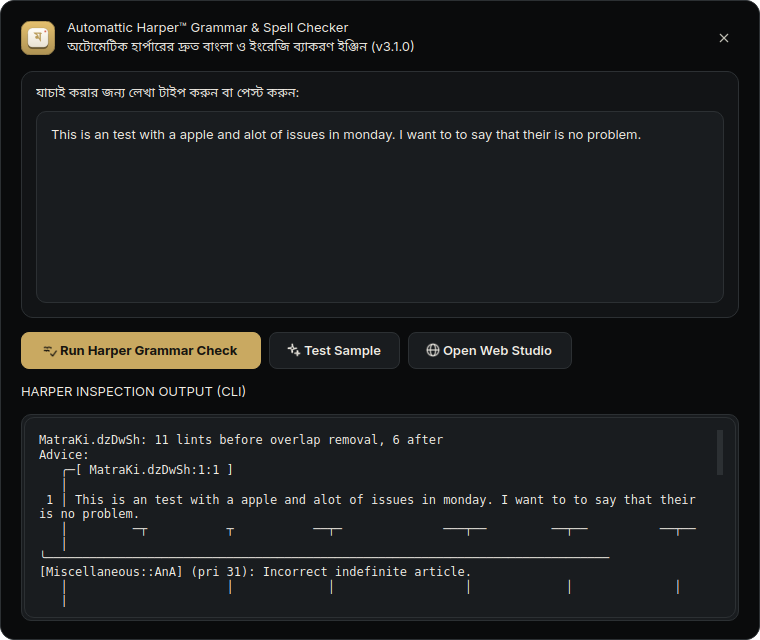 Automattic Harper™ Grammar & Spell Checker
অটোমেটিক হার্পারের দ্রুত বাংলা ও ইংরেজি ব্যাকরণ ইঞ্জিন (v3.1.0)
যাচাই করার জন্য লেখা টাইপ করুন বা পেস্ট করুন:
This is an test with a apple and alot of issues in monday. I want to to say that their is no problem.
Run Harper Grammar Check
Test Sample
Open Web Studio
HARPER INSPECTION OUTPUT (CLI)
MatraKi.dzDwSh: 11 lints before overlap removal, 6 after
Advice:
[ MatraKi.dzDwSh:1:1 ]
1 │ This is an test with a apple and alot of issues in monday. I want to to say that their
is no problem.
[Miscellaneous::AnA] (pri 31): Incorrect indefinite article.